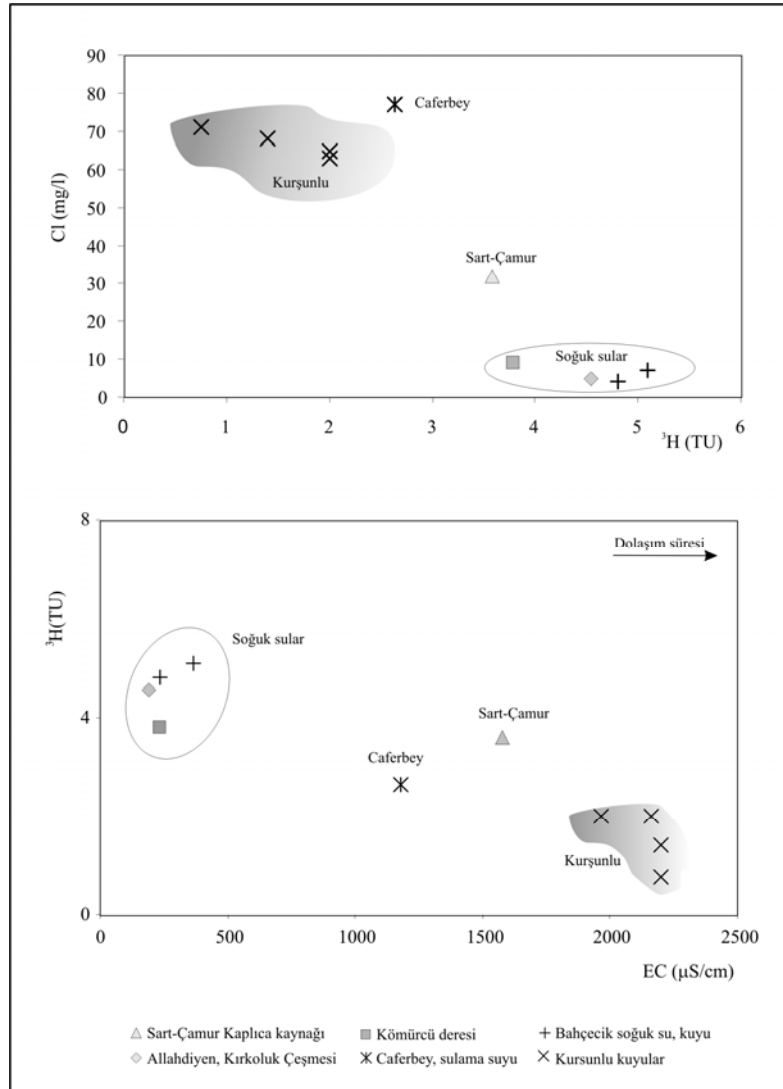 90
80
70
60
50
40
30
20
10
0
Cl (mg/l)
Caferbey
Kurşunlu
Sart-Çamur
Soğuk sular
0 1 2 3 4 5 6
³H (TU)
8
4
0
³H(TU)
Dolaşım süresi
Soğuk sular
Sart-Çamur
Caferbey
Kurşunlu
0 500 1000 1500 2000 2500
EC (µS/cm)
Sart-Çamur Kaplıca kaynağı Kömürcü deresi Bahçecik soğuk su, kuyu
Allahdiyen, Kırkoluk Çeşmesi Caferbey, sulama suyu Kursunlu kuyular